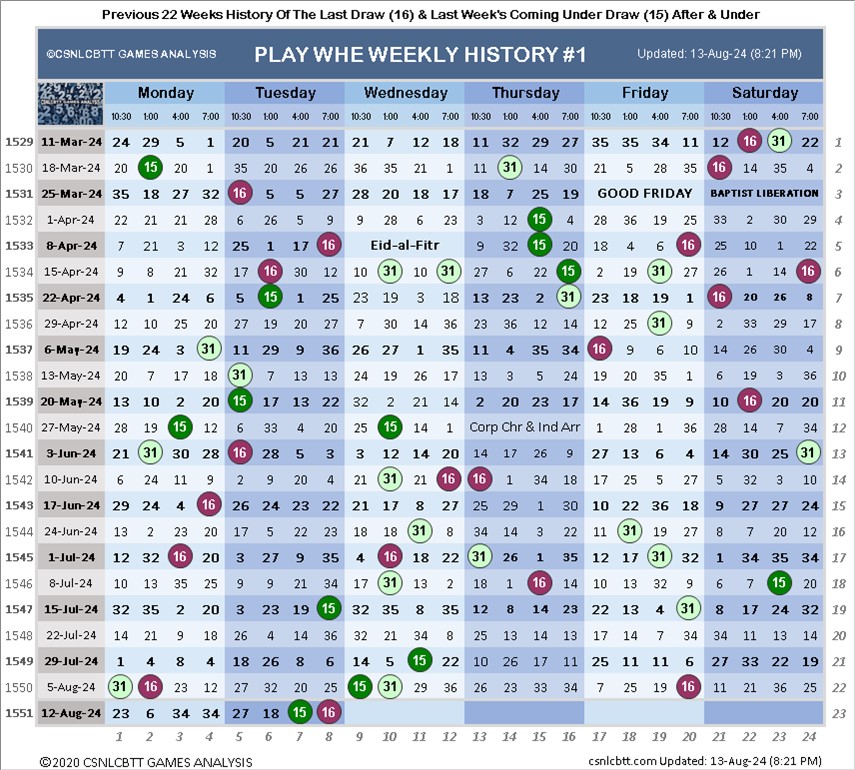 Previous 22 Weeks History Of The Last Draw (16) & Last Week's Coming Under Draw (15) After & Under
©CSNLCBTT GAMES ANALYSIS PLAY WHE WEEKLY HISTORY #1 Updated: 13-Aug-24 (8:21 PM)
Monday Tuesday Wednesday Thursday Friday Saturday
10:30 1:00 4:00 7:00 10:30 1:00 4:00 7:00 10:30 1:00 4:00 7:00 10:30 1:00 4:00 7:00 10:30 1:00 4:00 7:00 10:30 1:00 4:00 7:00
1529 11-Mar-24 24 29 5 1 20 5 21 21 21 7 12 18 11 32 29 27 35 35 34 11 12 16 31 22 1
1530 18-Mar-24 20 15 20 1 35 20 26 26 36 35 21 1 11 31 14 30 21 5 28 35 16 14 35 4 2
1531 25-Mar-24 35 18 27 32 16 5 5 27 28 20 18 17 18 7 25 19 GOOD FRIDAY BAPTIST LIBERATION 3
1532 1-Apr-24 22 21 21 28 6 26 5 9 9 28 6 23 3 12 15 4 28 36 19 25 33 2 30 29 4
1533 8-Apr-24 7 21 3 12 25 1 17 16 Eid-al-Fitr 9 32 15 20 18 4 6 16 25 10 1 22 5
1534 15-Apr-24 9 8 21 32 17 16 30 12 10 31 10 31 27 6 22 15 2 19 31 27 26 1 14 16 6
1535 22-Apr-24 4 1 24 6 5 15 1 25 23 19 3 18 13 23 2 31 23 18 19 1 16 20 26 8 7
1536 29-Apr-24 12 10 25 20 27 19 20 27 7 30 14 36 23 36 12 14 12 25 31 9 2 33 29 17 8
1537 6-May-24 19 24 3 31 11 29 9 36 26 27 1 35 11 4 35 34 16 9 6 10 14 26 30 4 9
1538 13-May-24 20 7 17 18 31 7 13 13 24 19 26 17 13 3 5 24 19 20 35 1 6 19 3 36 10
1539 20-May-24 13 10 2 20 15 17 13 22 32 2 21 14 2 20 23 17 14 36 19 9 10 16 20 20 11
1540 27-May-24 28 19 15 12 6 33 4 20 25 15 14 1 Corp Chr & Ind Arr 1 28 1 36 28 14 7 34 12
1541 3-Jun-24 21 31 30 28 16 28 5 3 3 12 14 20 14 17 26 9 27 13 6 4 14 30 25 31 13
1542 10-Jun-24 6 24 11 9 2 9 20 4 21 31 12 16 16 1 34 18 17 25 20 2 5 32 3 10 14
1543 17-Jun-24 29 24 4 16 26 24 23 22 21 17 8 27 25 29 1 30 10 22 36 18 9 27 27 24 15
1544 24-Jun-24 13 2 23 20 17 5 22 23 18 18 31 8 34 14 3 22 18 31 19 27 8 7 20 12 16
1545 1-Jul-24 12 32 16 20 3 27 9 35 4 16 18 22 31 26 1 35 12 17 31 32 1 34 35 34 17
1546 8-Jul-24 10 13 35 25 9 9 21 34 17 31 13 2 18 1 16 14 10 13 32 9 6 7 15 20 18
1547 15-Jul-24 32 35 2 20 3 23 19 15 32 35 8 35 12 8 14 23 22 13 4 31 8 17 24 32 19
1548 22-Jul-24 14 21 9 18 26 4 14 36 32 21 34 8 25 13 14 13 17 14 7 34 34 11 13 14 20
1549 29-Jul-24 1 4 8 4 18 26 8 6 14 5 15 22 10 26 17 11 25 11 11 6 27 33 22 19 21
1550 5-Aug-24 31 16 23 12 27 32 20 25 15 31 29 36 26 23 33 34 7 25 19 16 11 21 36 25 22
1551 12-Aug-24 23 6 34 34 27 18 15 16 23
1 2 3 4 5 6 7 8 9 10 11 12 13 14 15 16 17 18 19 20 21 22 23 24
©2020 CSNLCBTT GAMES ANALYSIS csnlcbtt.com Updated: 13-Aug-24 (8:21 PM)